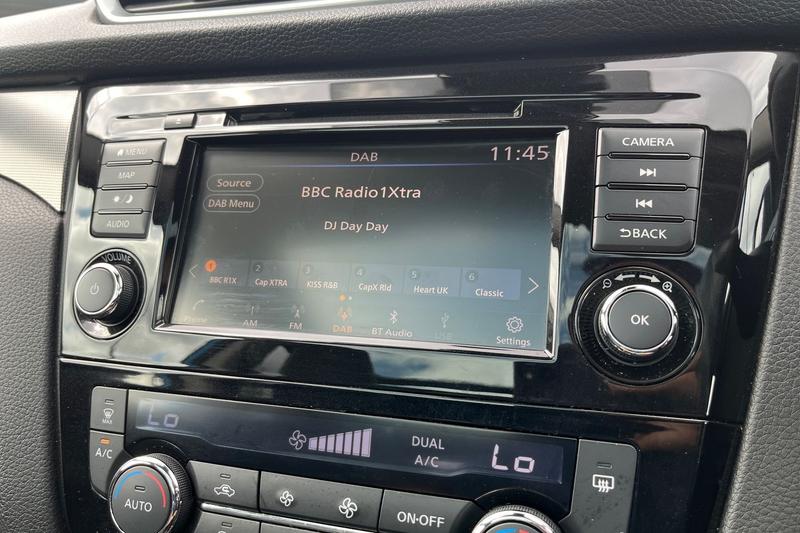 DAB 11:45
Source
DAB Menu
BBC Radio1Xtra
DJ Day Day
1 2 3 4 5 6
BBC R1X Cap XTRA KISS R&B CapX Rld Heart UK Classic
Phone AM FM DAB BT Audio USB Settings
MENU
MAP
AUDIO
VOLUME
CAMERA
BACK
OK
MAX
A/C
Lo
DUAL
A/C
Lo
AUTO
ON·OFF